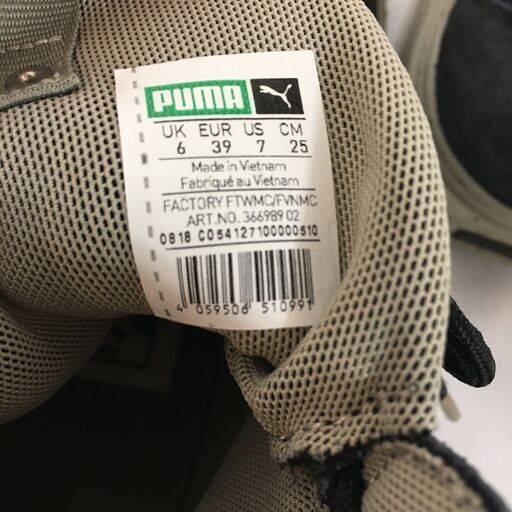 PUMA
UK EUR US CM
6 39 7 25
Made in Vietnam
Fabriqué au Vietnam
FACTORY FTWMC/FVNMC
ART.NO. 366989 02
0818 C054127100000510
4 059506 510991